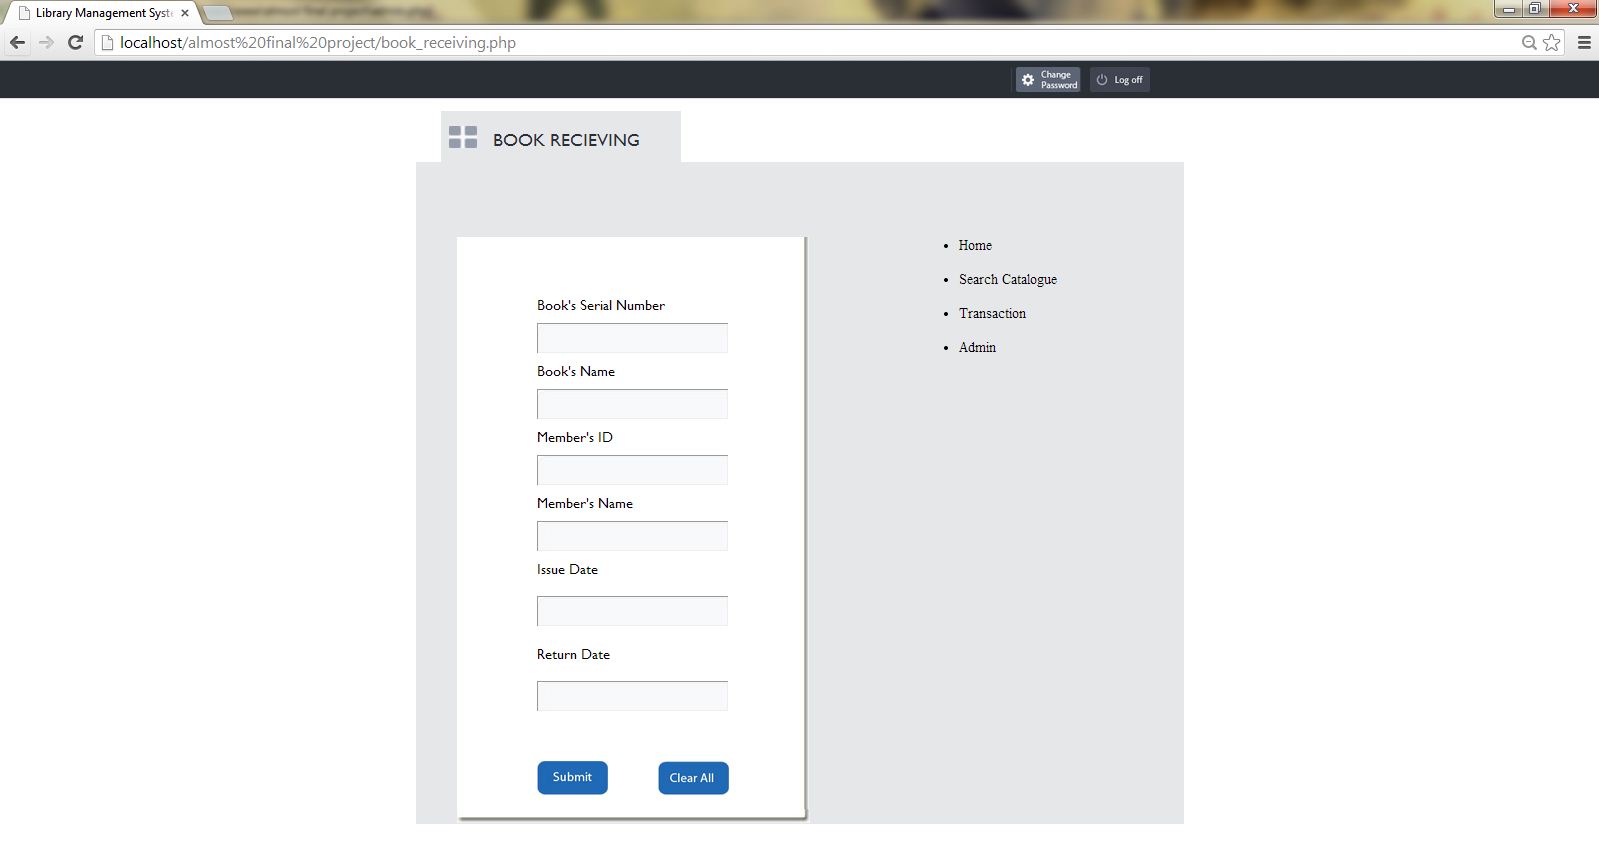 Library Management Syst
localhost/almost%20final%20project/book_receiving.php
Change
Password
Log off
BOOK RECIEVING
Home
Search Catalogue
Transaction
Admin
Book's Serial Number
Book's Name
Member's ID
Member's Name
Issue Date
Return Date
Submit
Clear All